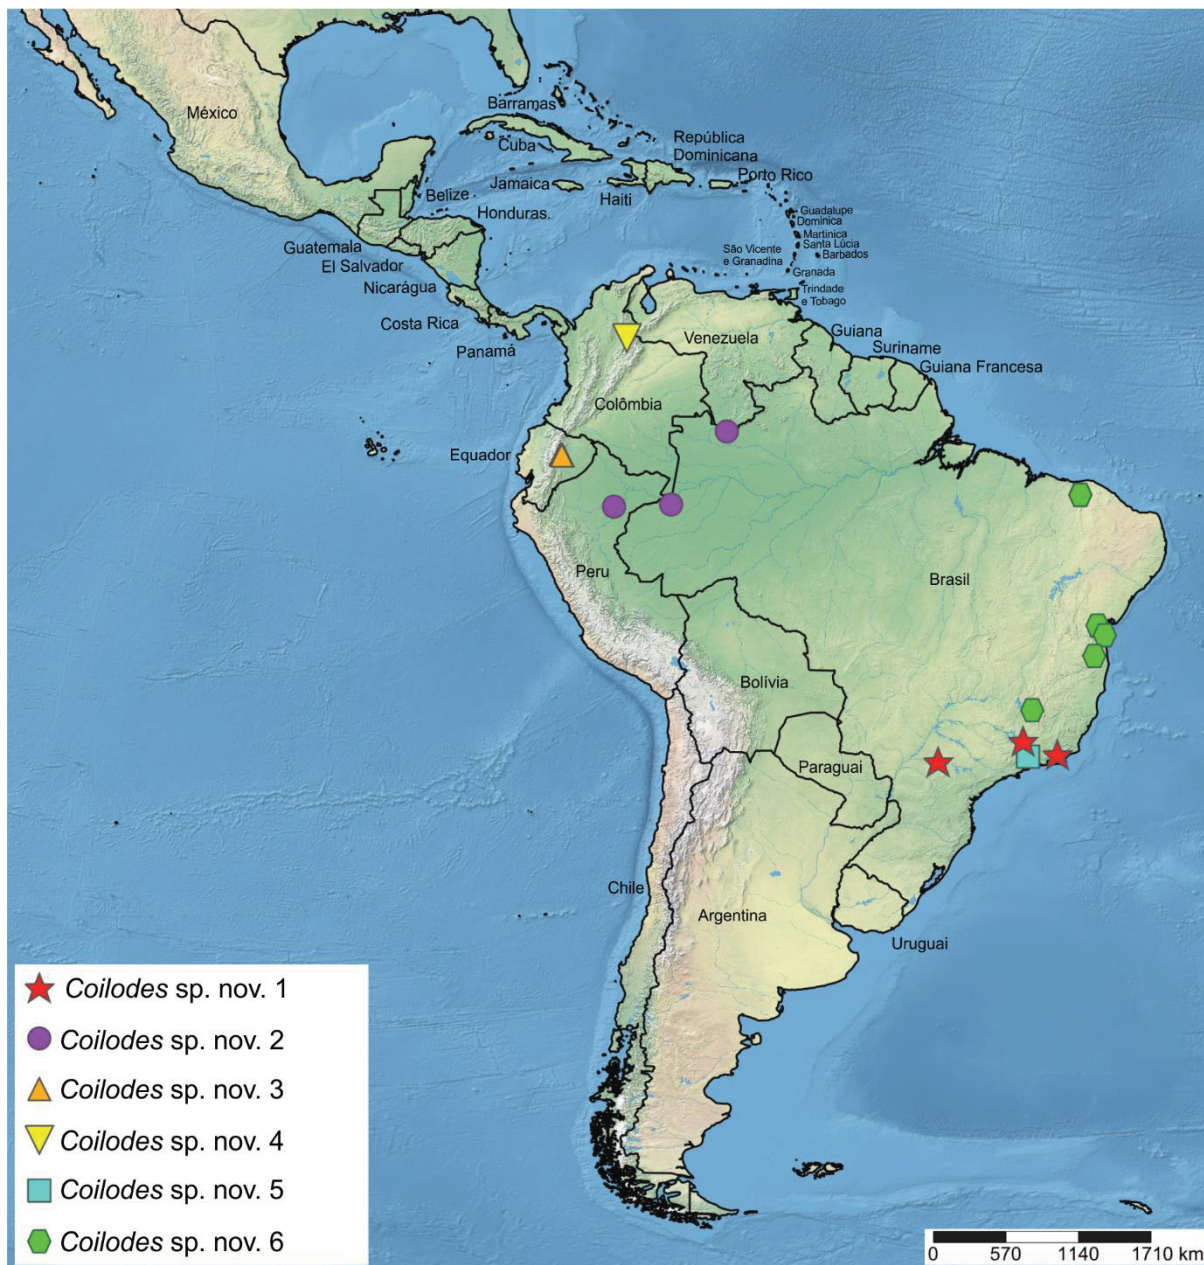 México
Barramas
Cuba
República
Dominicana
Jamaica
Haiti
Porto Rico
Belize
Honduras.
Guadalupe
Dominica
Martinica
Santa Lúcia
Barbados
Guatemala
El Salvador
Nicarágua
São Vicente
e Granadina
Granada
Trindade
e Tobago
Costa Rica
Panamá
Venezuela
Guiana
Suriname
Guiana Francesa
Colômbia
Equador
Peru
Brasil
Bolívia
Paraguai
Chile
Argentina
Uruguai
Coilodes sp. nov. 1
Coilodes sp. nov. 2
Coilodes sp. nov. 3
Coilodes sp. nov. 4
Coilodes sp. nov. 5
Coilodes sp. nov. 6
0 570 1140 1710 km